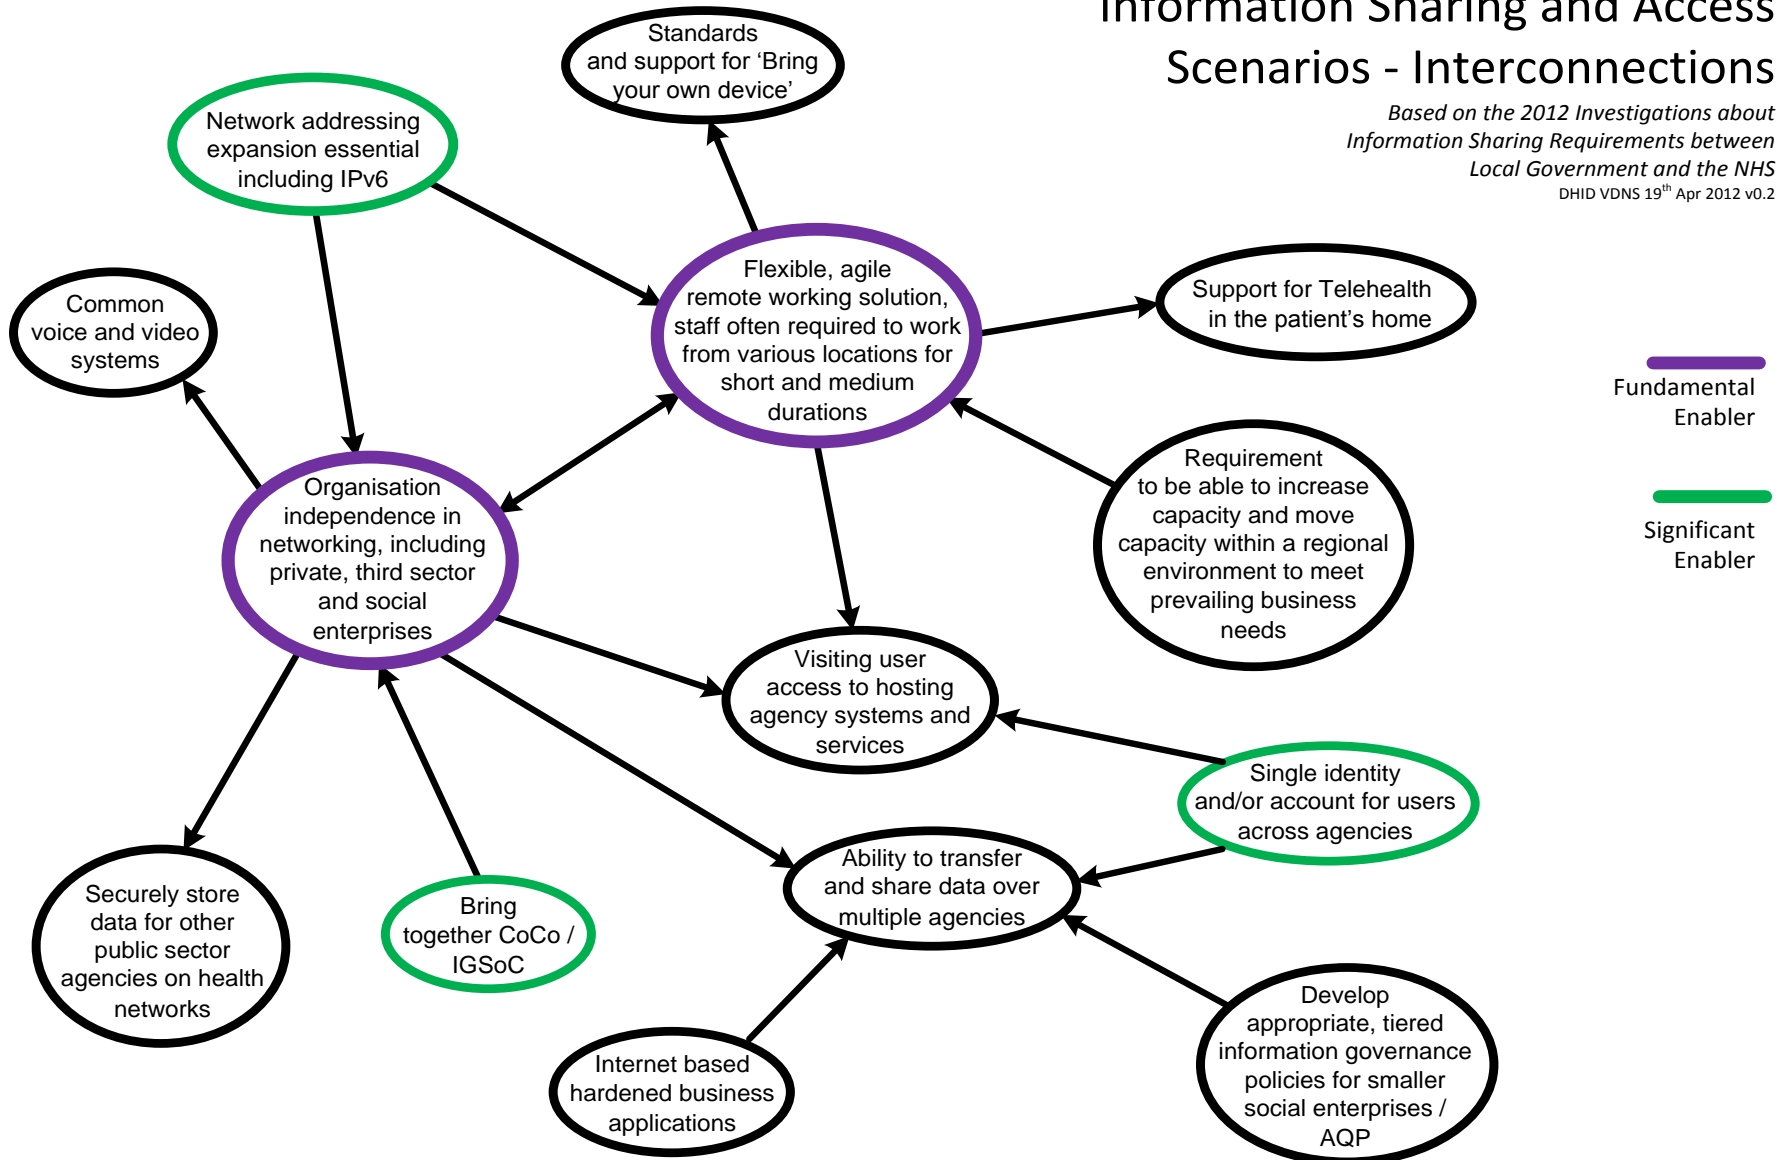 Information Sharing and Access
Scenarios - Interconnections
Based on the 2012 Investigations about
Information Sharing Requirements between
Local Government and the NHS
DHID VDNS 19th Apr 2012 v0.2
Standards
and support for ‘Bring
your own device’
Network addressing
expansion essential
including IPv6
Common
voice and video
systems
Flexible, agile
remote working solution,
staff often required to work
from various locations for
short and medium
durations
Support for Telehealth
in the patient’s home
Fundamental
Enabler
Significant
Enabler
Organisation
independence in
networking, including
private, third sector
and social
enterprises
Requirement
to be able to increase
capacity and move
capacity within a regional
environment to meet
prevailing business
needs
Visiting user
access to hosting
agency systems and
services
Single identity
and/or account for users
across agencies
Ability to transfer
and share data over
multiple agencies
Securely store
data for other
public sector
agencies on health
networks
Bring
together CoCo /
IGSoC
Internet based
hardened business
applications
Develop
appropriate, tiered
information governance
policies for smaller
social enterprises /
AQP